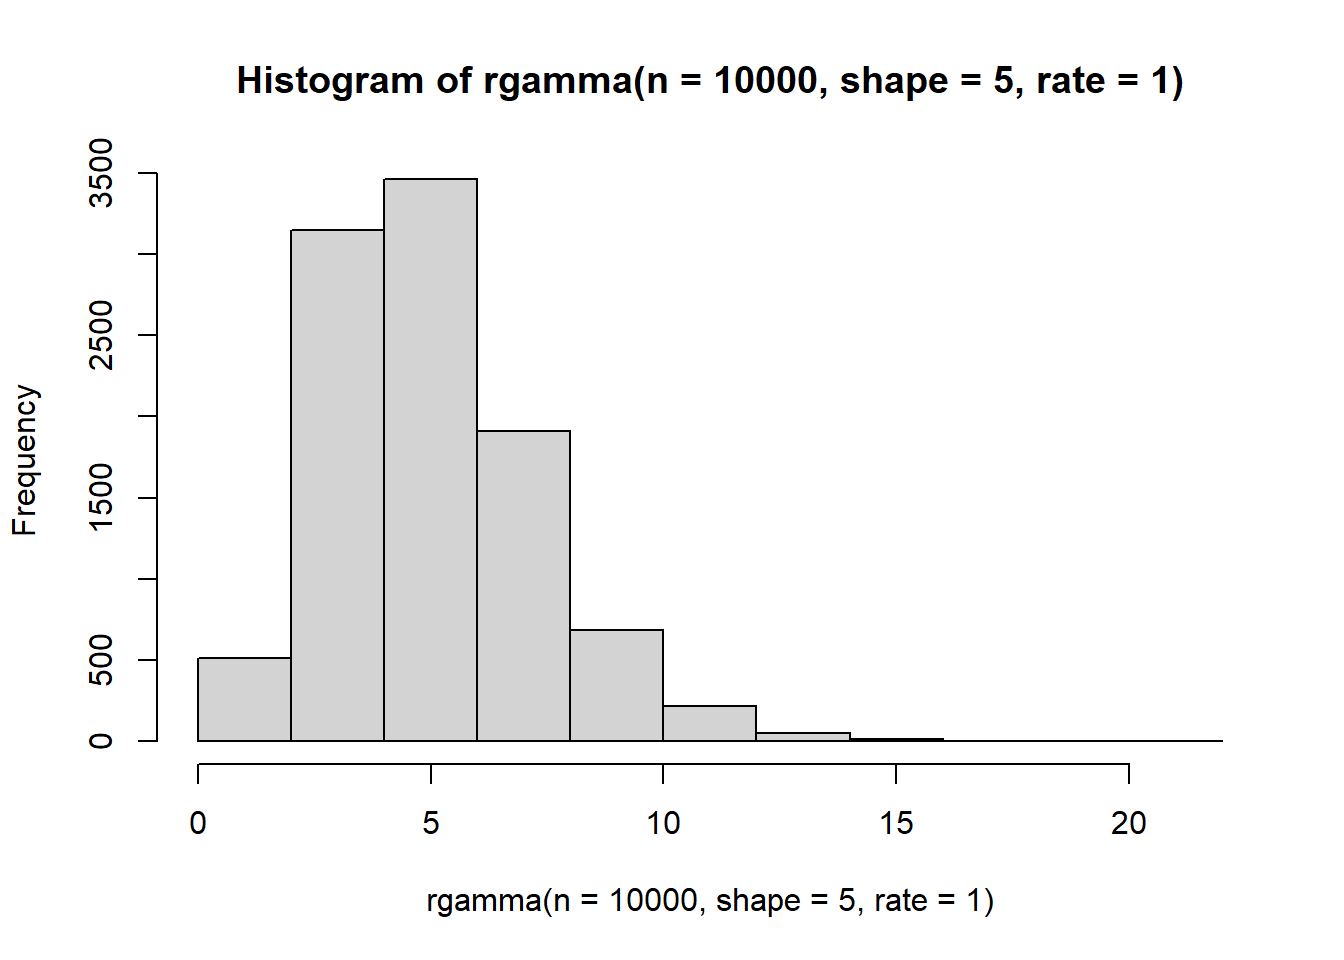 Histogram of rgamma(n = 10000, shape = 5, rate = 1)
3500
2500
1500
500
0
Frequency
0 5 10 15 20
rgamma(n = 10000, shape = 5, rate = 1)